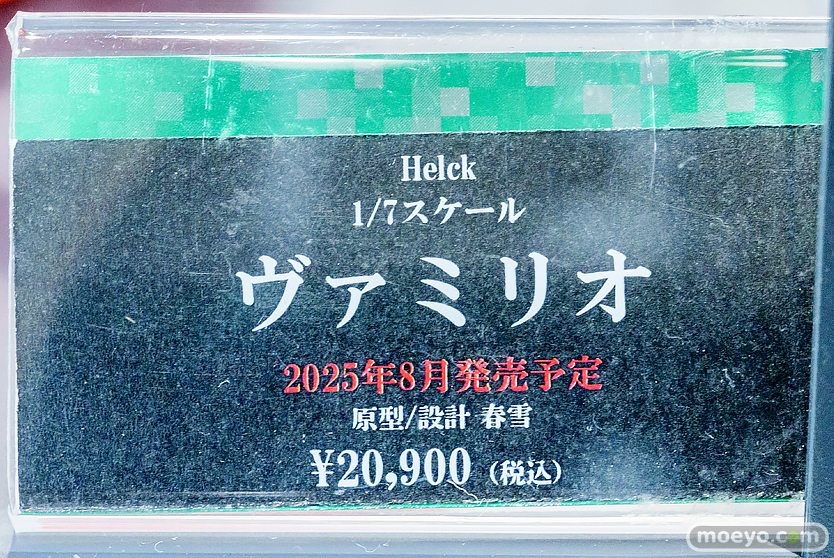 Helck
1/7スケール
ヴァミリオ
2025年8月発売予定
原型/設計 春雪
¥20,900（税込）
moeyo.com